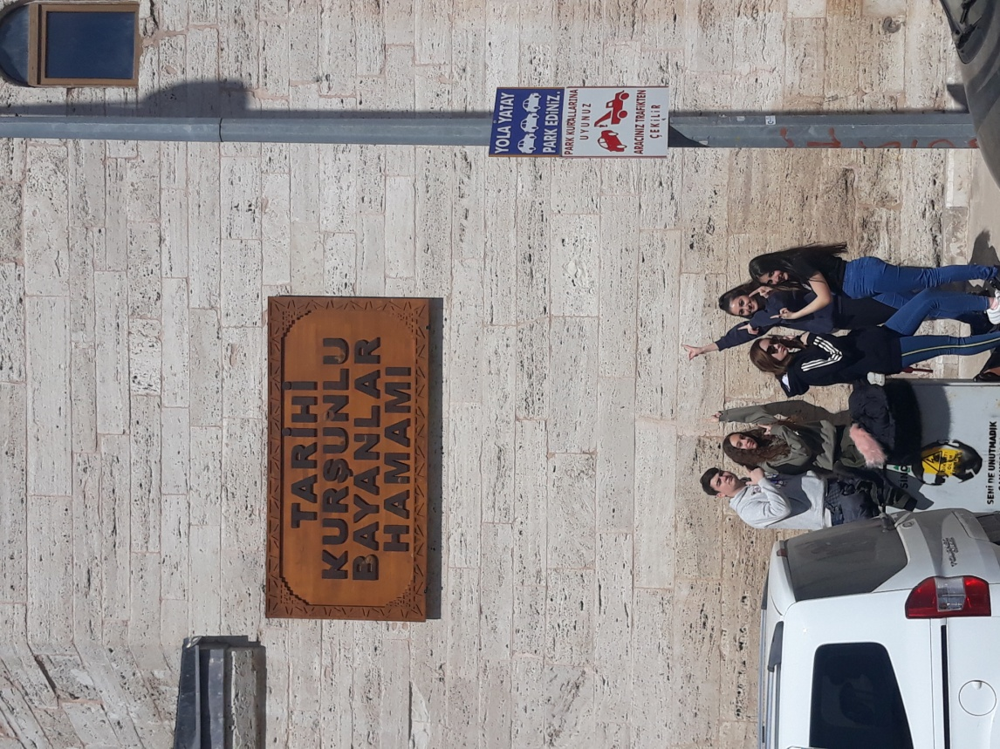 TARİHİ
KURŞUNLU
BAYANLAR
HAMAMI
YOLA YATAY
PARK EDİNİZ.
PARK KURALLARINA
UYUNUZ
ARACINIZ TRAFİKTEN
ÇEKİLİR
SENİ DE UNUTMADIK